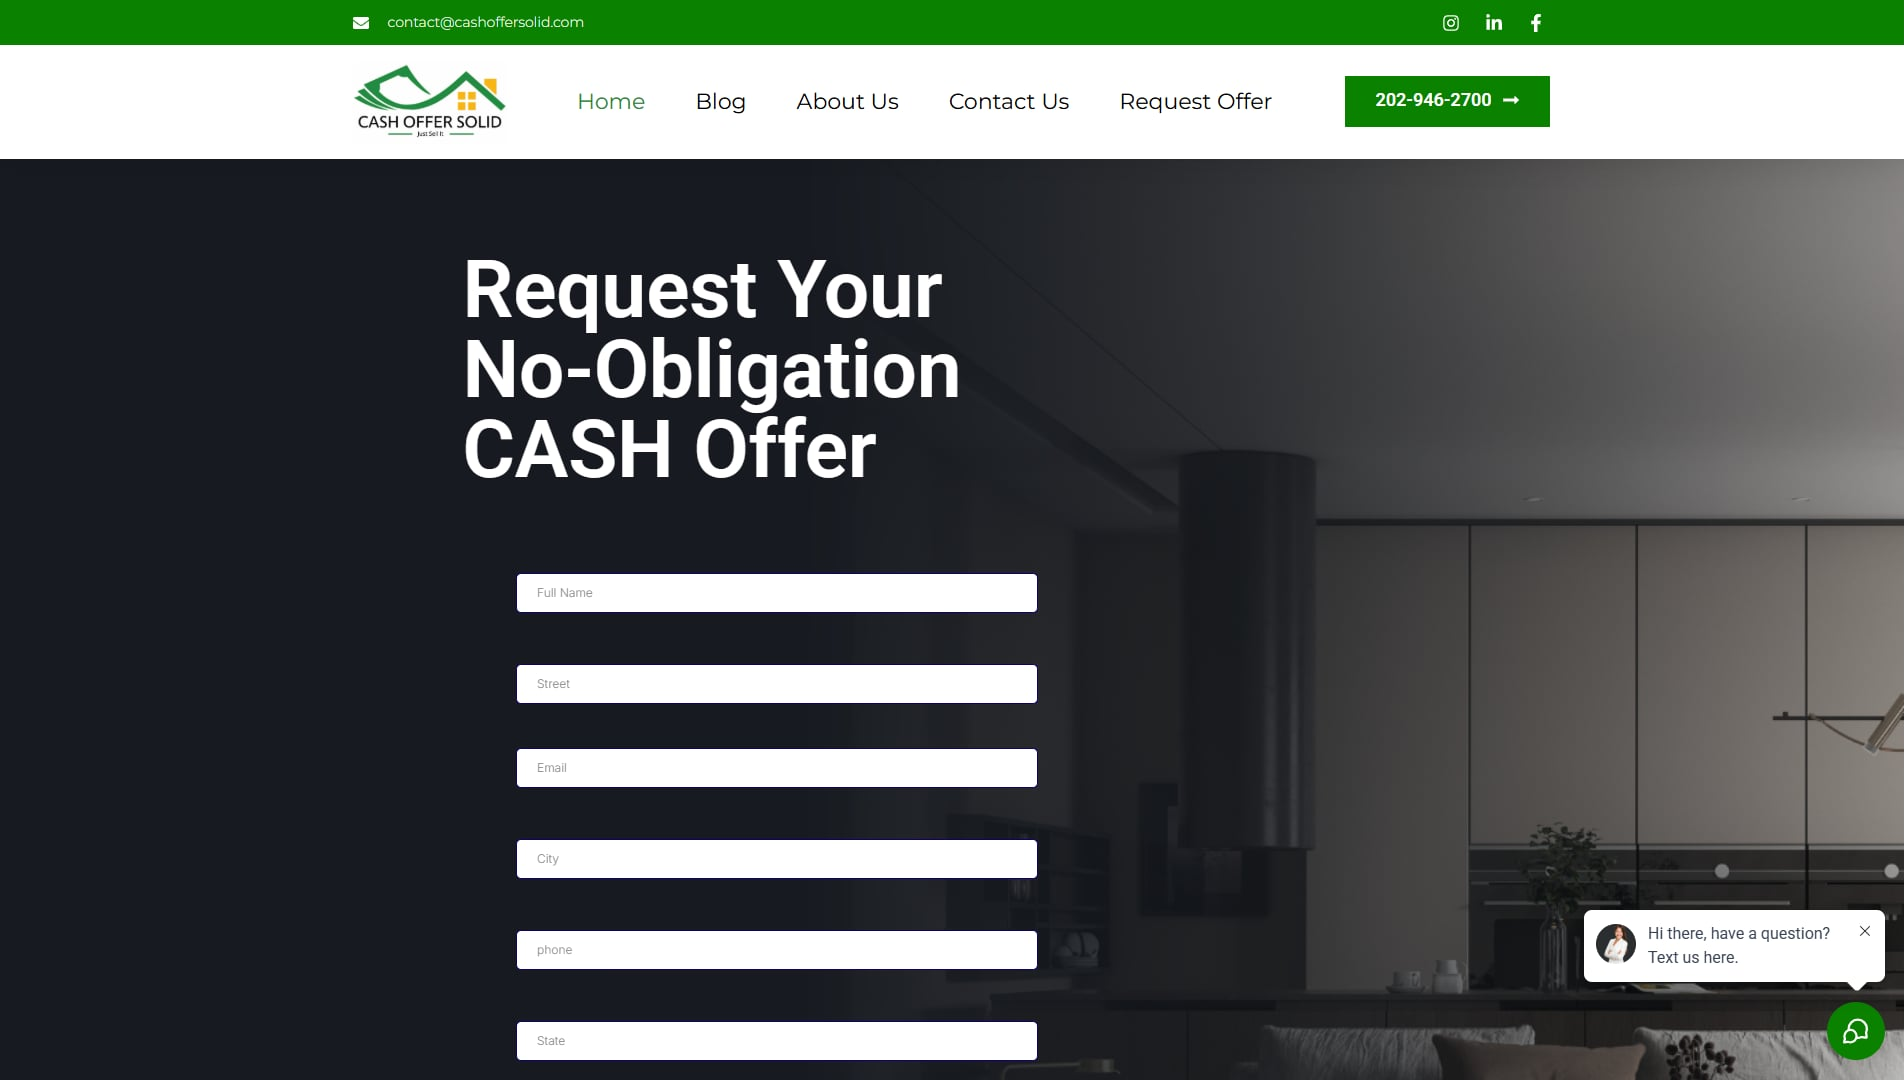 contact@cashoffersolid.com
CASH OFFER SOLID
Just Sell It
Home
Blog
About Us
Contact Us
Request Offer
202-946-2700
Request Your
No-Obligation
CASH Offer
Full Name
Street
Email
City
phone
State
Hi there, have a question?
Text us here.